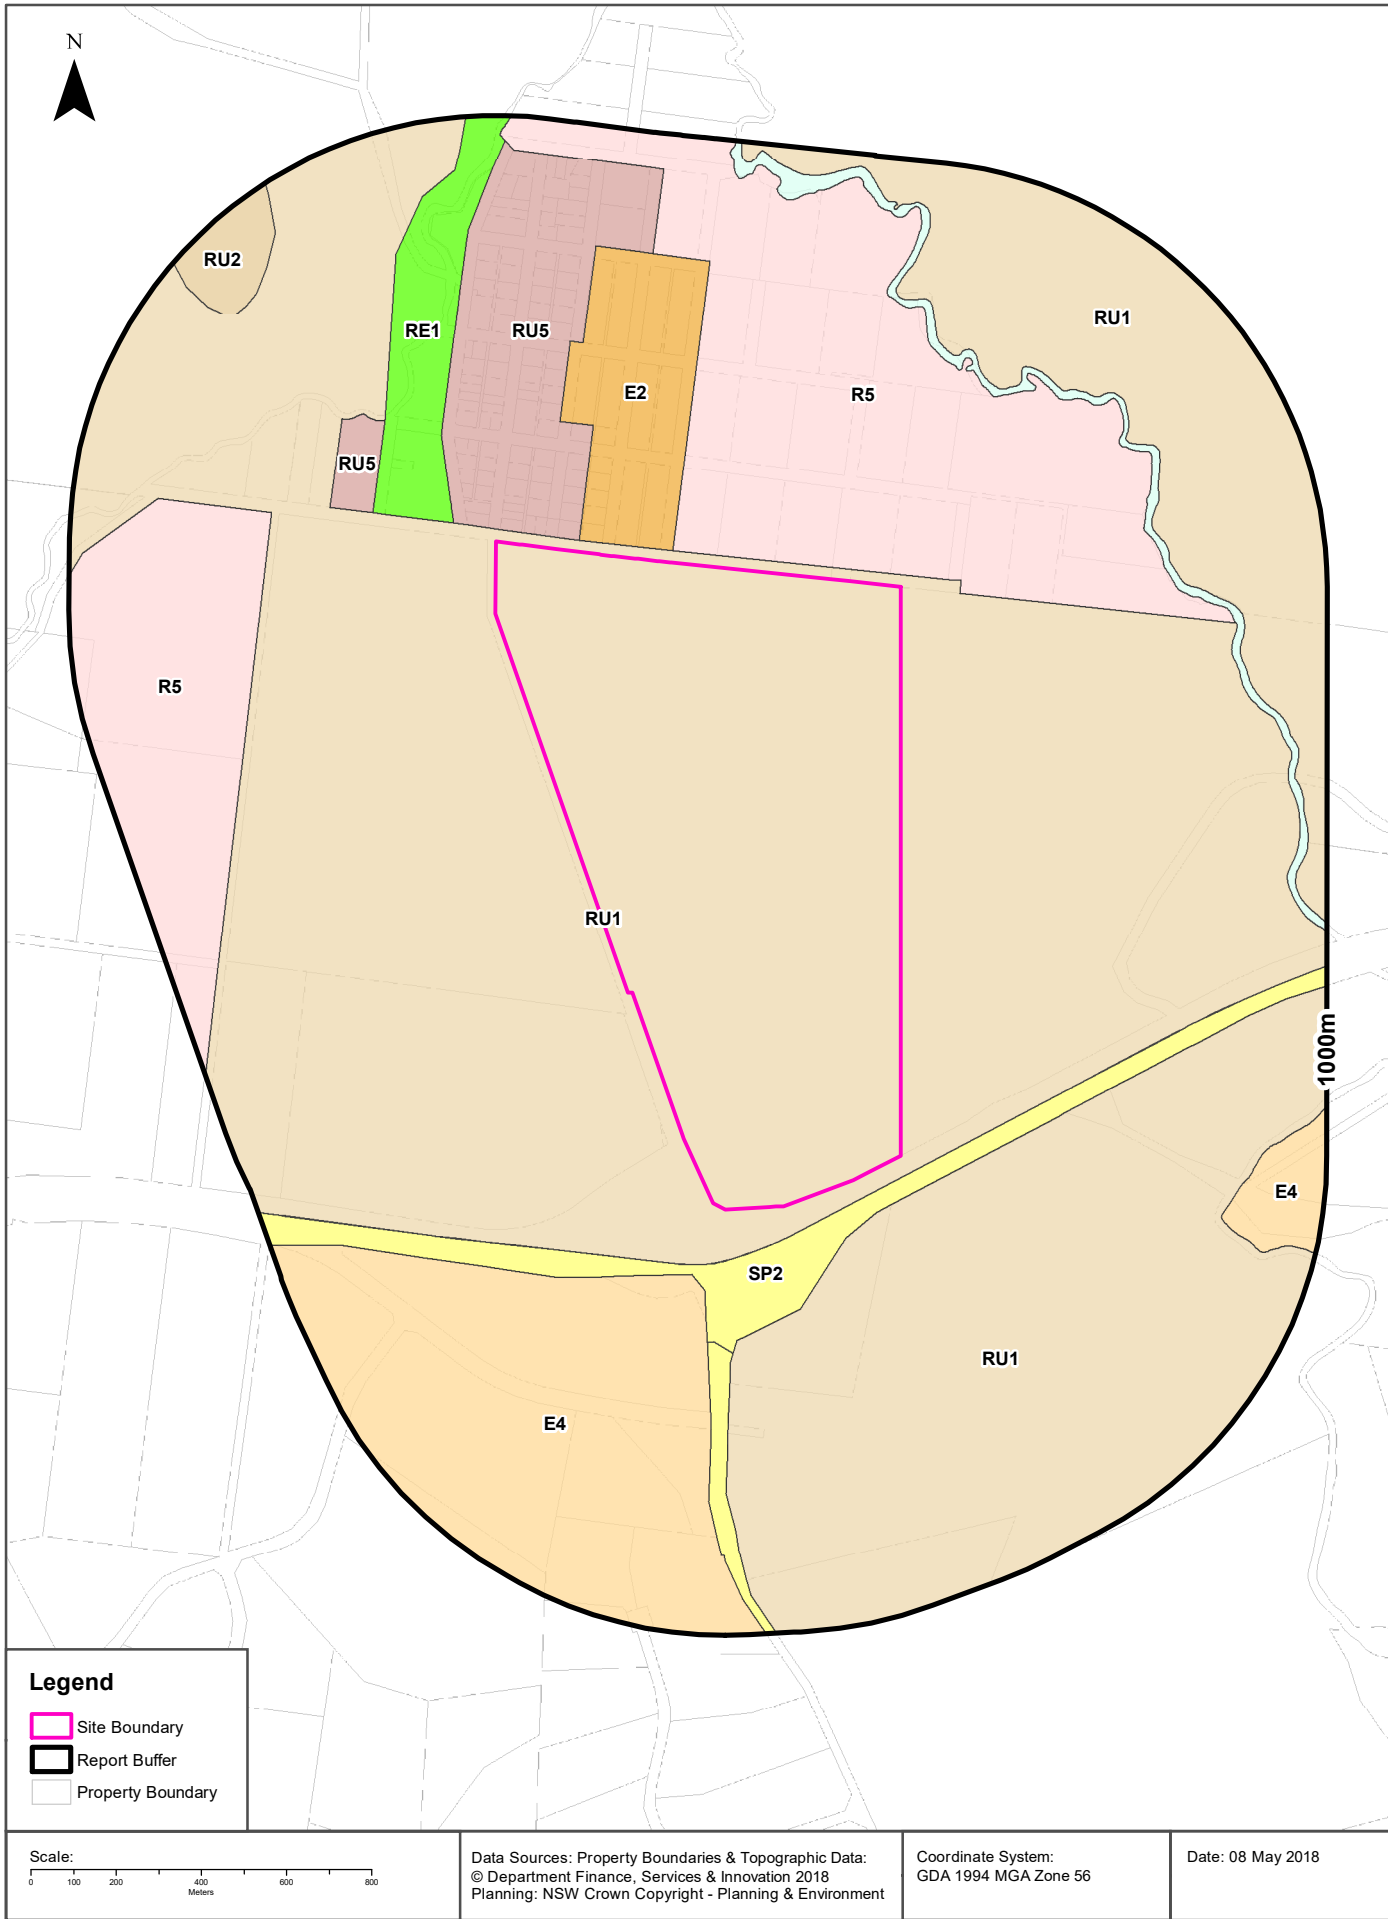 N
RU2
RE1
RU5
RU1
E2
R5
RU5
R5
RU1
1000m
E4
SP2
RU1
E4
Legend
Site Boundary
Report Buffer
Property Boundary
Scale:
0 100 200 400 600 800
Meters
Data Sources: Property Boundaries & Topographic Data:
© Department Finance, Services & Innovation 2018
Planning: NSW Crown Copyright - Planning & Environment
Coordinate System:
GDA 1994 MGA Zone 56
Date: 08 May 2018